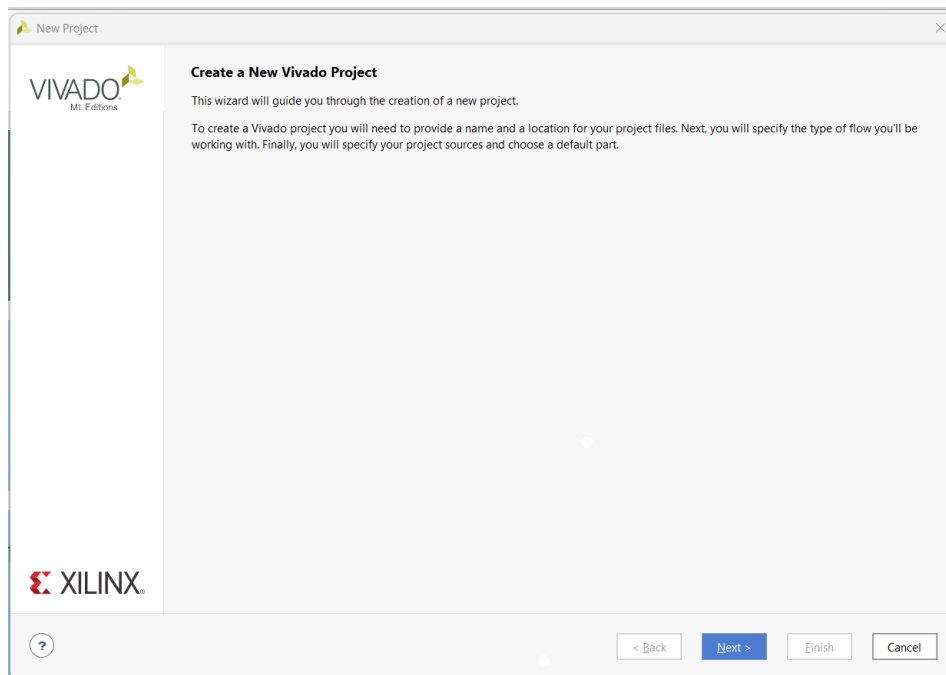 New Project
VIVADO
ML Editions
Create a New Vivado Project
This wizard will guide you through the creation of a new project.
To create a Vivado project you will need to provide a name and a location for your project files. Next, you will specify the type of flow you'll be
working with. Finally, you will specify your project sources and choose a default part.
XILINX
?
< Back
Next >
Finish
Cancel